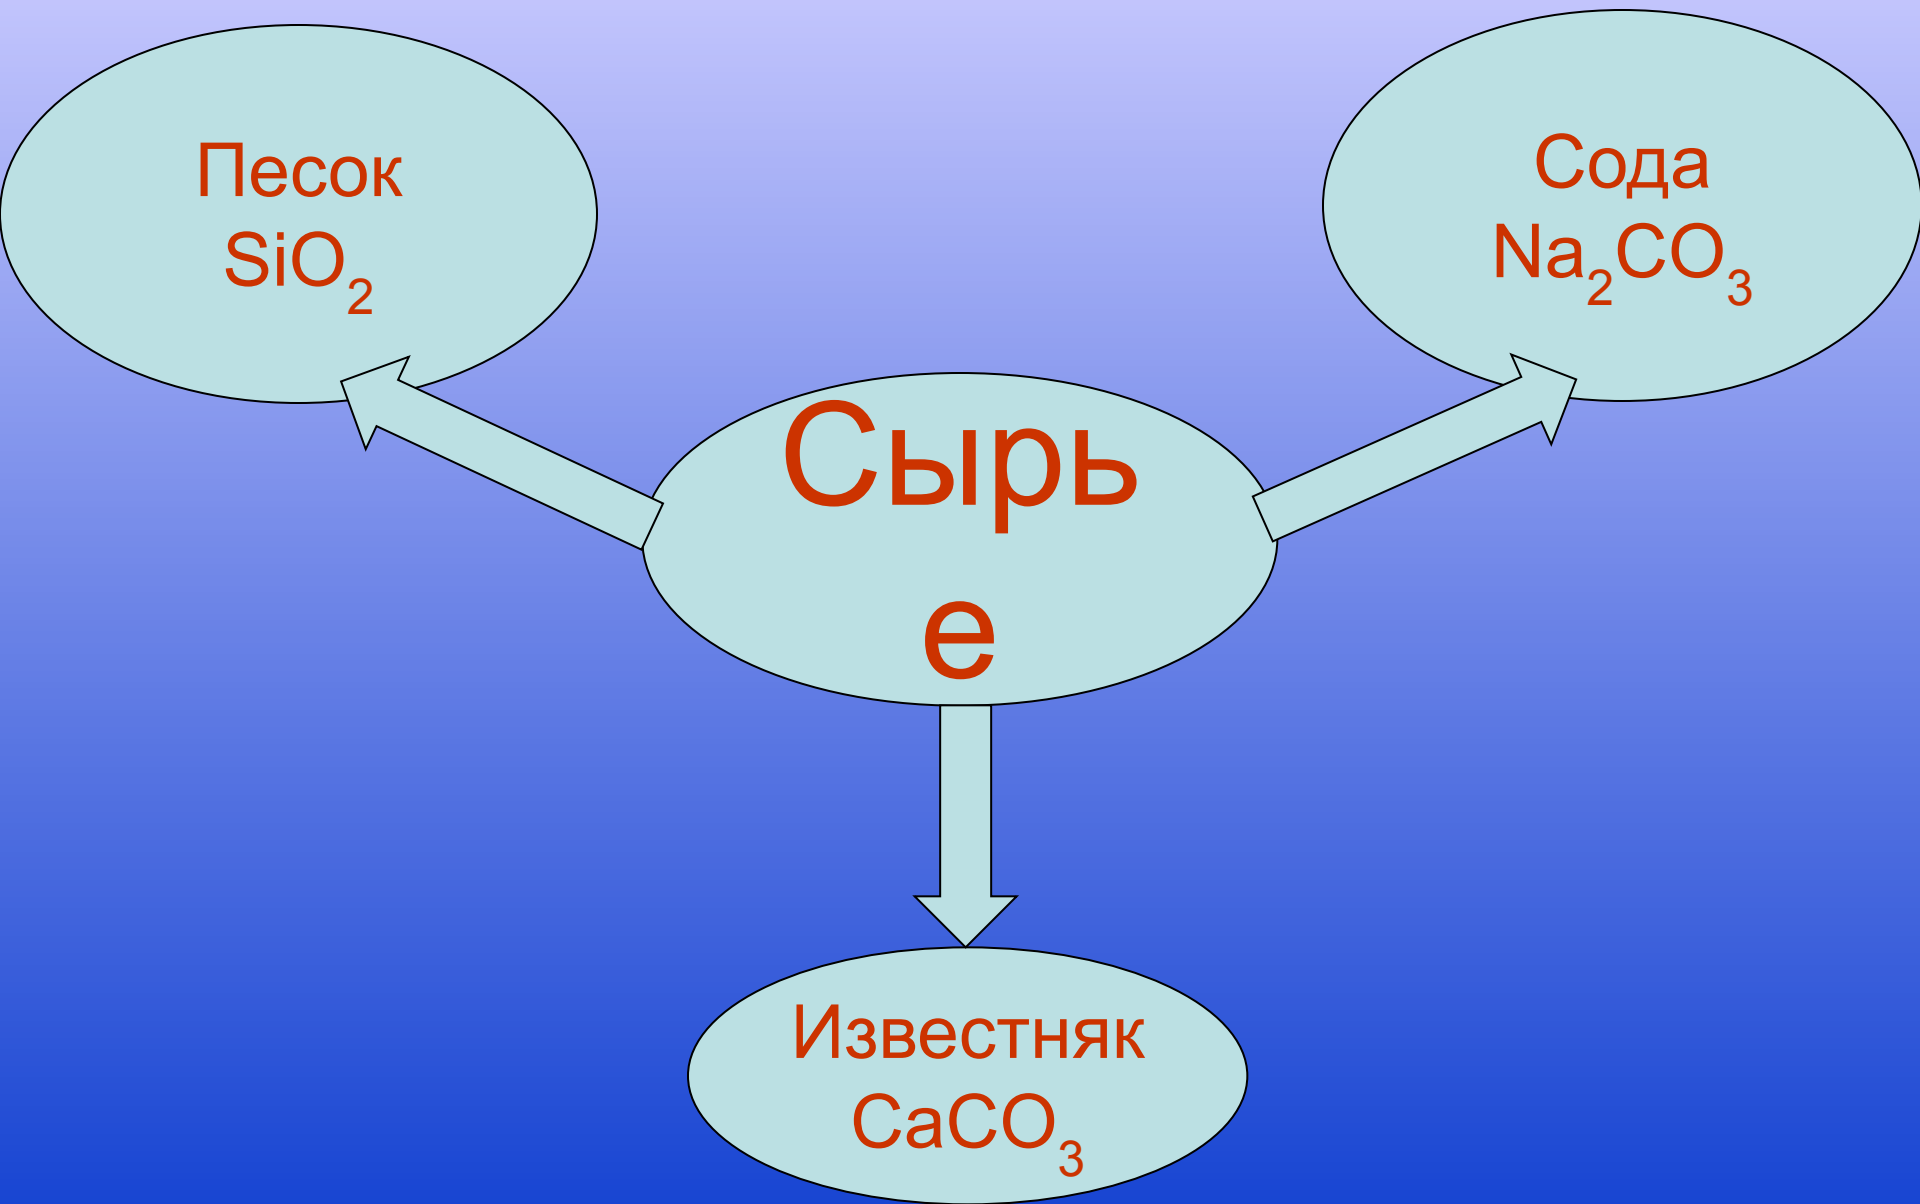 Песок
SiO₂
Сода
Na₂CO₃
Сырь
е
Известняк
CaCO₃